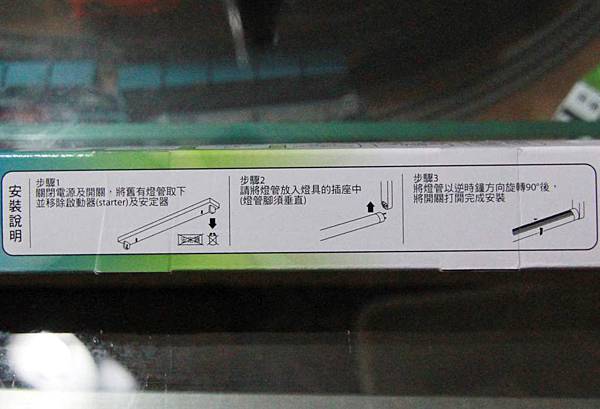 安裝說明
步驟1
關閉電源及開關，將舊有燈管取下
並移除啟動器(starter)及安定器
步驟2
請將燈管放入燈具的插座中
(燈管腳須垂直)
步驟3
將燈管以逆時鐘方向旋轉90°後，
將開關打開完成安裝